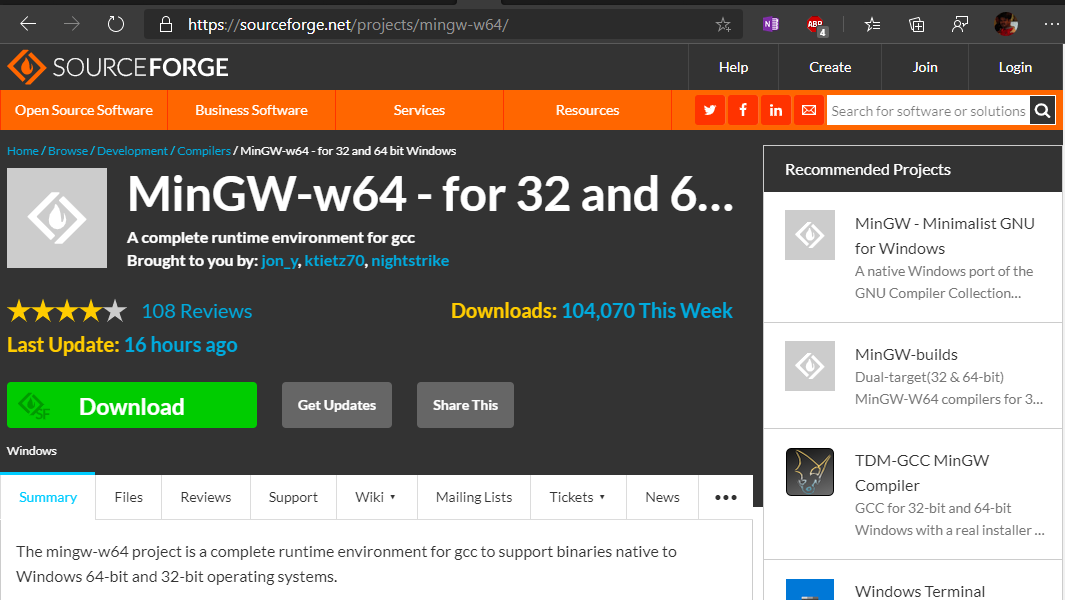 https://sourceforge.net/projects/mingw-w64/
N
ABP
4
SOURCEFORGE
Help
Create
Join
Login
Open Source Software
Business Software
Services
Resources
Search for software or solutions
Home / Browse / Development / Compilers / MinGW-w64 - for 32 and 64 bit Windows
MinGW-w64 - for 32 and 6...
A complete runtime environment for gcc
Brought to you by: jon_y, ktietz70, nightstrike
108 Reviews
Downloads: 104,070 This Week
Last Update: 16 hours ago
SF
Download
Get Updates
Share This
Windows
Summary
Files
Reviews
Support
Wiki
Mailing Lists
Tickets
News
The mingw-w64 project is a complete runtime environment for gcc to support binaries native to
Windows 64-bit and 32-bit operating systems.
Recommended Projects
MinGW - Minimalist GNU
for Windows
A native Windows port of the
GNU Compiler Collection...
MinGW-builds
Dual-target(32 & 64-bit)
MinGW-W64 compilers for 3...
TDM-GCC MinGW
Compiler
GCC for 32-bit and 64-bit
Windows with a real installer ...
Windows Terminal